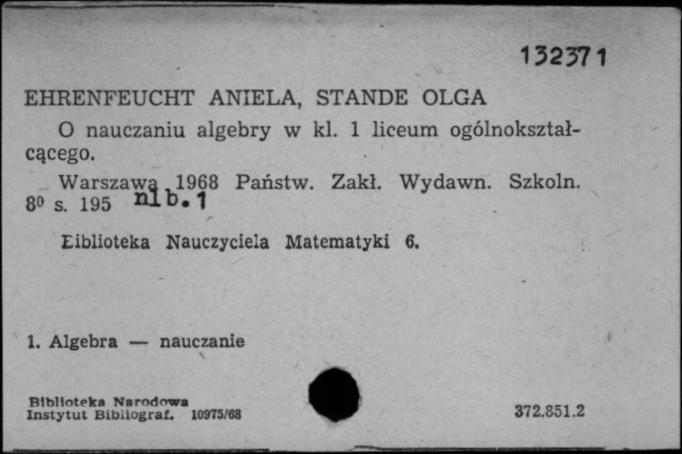 132371
EHRENFEUCHT ANIELA, STANDE OLGA
O nauczaniu algebry w kl. 1 liceum ogólnokształ-
cącego.
Warszawa 1968 Państw. Zakł. Wydawn. Szkoln.
8⁰ s. 195 nlb. 1
Biblioteka Nauczyciela Matematyki 6.
1. Algebra — nauczanie
Biblioteka Narodowa
Instytut Bibliograf. 10975/68
372.851.2